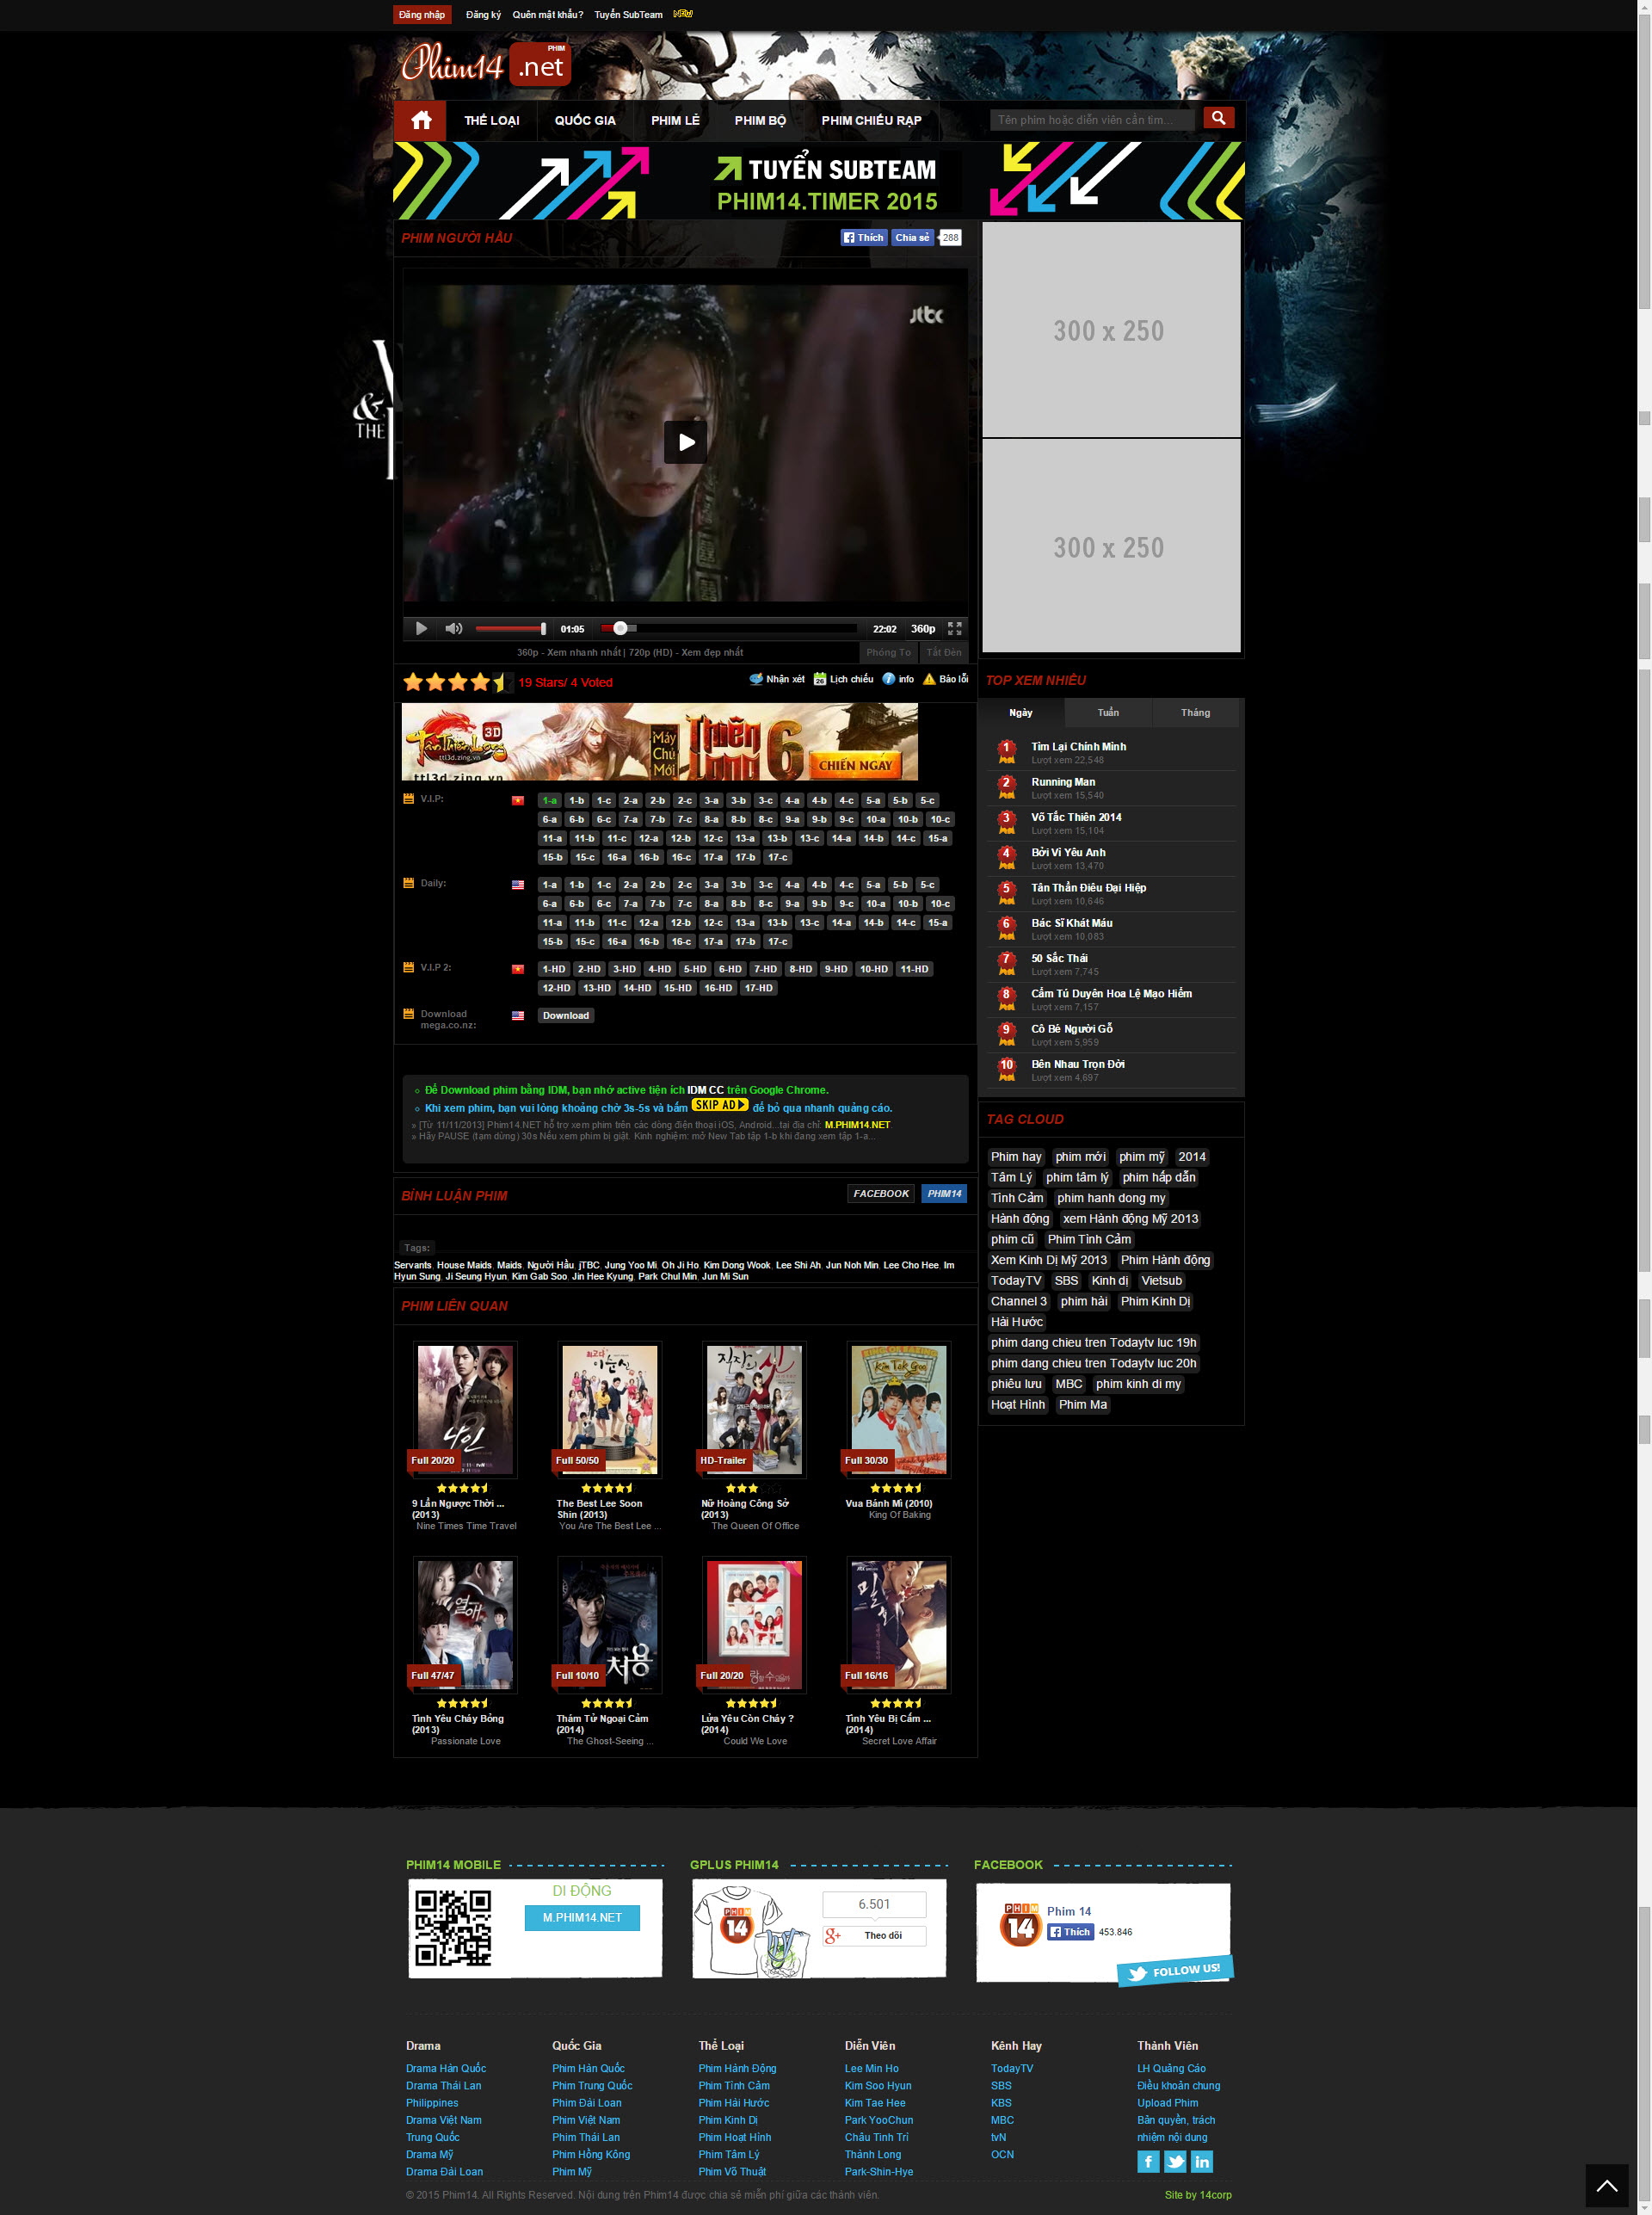 Đăng nhập Đăng ký Quên mật khẩu? Tuyển SubTeam NEW
Phim14 .net PHIM
THỂ LOẠI QUỐC GIA PHIM LẺ PHIM BỘ PHIM CHIẾU RẠP Tên phim hoặc diễn viên cần tìm...
TUYỂN SUBTEAM
PHIM14.TIMER 2015
PHIM NGƯỜI HẦU Thích Chia sẻ 288
& THE
jtbc
01:05 22:02 360p
360p - Xem nhanh nhất | 720p (HD) - Xem đẹp nhất Phóng To Tắt Đèn
19 Stars/ 4 Voted Nhận xét Lịch chiếu info Báo lỗi
Tân Thiên Long 3D ttl3d.zing.vn Máy Chủ Mới Thiên Long 6 CHIẾN NGAY
V.I.P: 1-a 1-b 1-c 2-a 2-b 2-c 3-a 3-b 3-c 4-a 4-b 4-c 5-a 5-b 5-c
6-a 6-b 6-c 7-a 7-b 7-c 8-a 8-b 8-c 9-a 9-b 9-c 10-a 10-b 10-c
11-a 11-b 11-c 12-a 12-b 12-c 13-a 13-b 13-c 14-a 14-b 14-c 15-a
15-b 15-c 16-a 16-b 16-c 17-a 17-b 17-c
Daily: 1-a 1-b 1-c 2-a 2-b 2-c 3-a 3-b 3-c 4-a 4-b 4-c 5-a 5-b 5-c
6-a 6-b 6-c 7-a 7-b 7-c 8-a 8-b 8-c 9-a 9-b 9-c 10-a 10-b 10-c
11-a 11-b 11-c 12-a 12-b 12-c 13-a 13-b 13-c 14-a 14-b 14-c 15-a
15-b 15-c 16-a 16-b 16-c 17-a 17-b 17-c
V.I.P 2: 1-HD 2-HD 3-HD 4-HD 5-HD 6-HD 7-HD 8-HD 9-HD 10-HD 11-HD
12-HD 13-HD 14-HD 15-HD 16-HD 17-HD
Download mega.co.nz: Download
Để Download phim bằng IDM, bạn nhớ active tiện ích IDM CC trên Google Chrome.
Khi xem phim, bạn vui lòng khoảng chờ 3s-5s và bấm SKIP AD để bỏ qua nhanh quảng cáo.
» [Từ 11/11/2013] Phim14.NET hỗ trợ xem phim trên các dòng điện thoại iOS, Android...tại địa chỉ: M.PHIM14.NET
» Hãy PAUSE (tạm dừng) 30s Nếu xem phim bị giật. Kinh nghiệm: mở New Tab tập 1-b khi đang xem tập 1-a...
BÌNH LUẬN PHIM FACEBOOK PHIM14
Tags:
Servants, House Maids, Maids, Người Hầu, jTBC, Jung Yoo Mi, Oh Ji Ho, Kim Dong Wook, Lee Shi Ah, Jun Noh Min, Lee Cho Hee, Im
Hyun Sung, Ji Seung Hyun, Kim Gab Soo, Jin Hee Kyung, Park Chul Min, Jun Mi Sun
PHIM LIÊN QUAN
나인
Full 20/20
9 Lần Ngược Thời ... (2013)
Nine Times Time Travel
최고다 이순신
Full 50/50
The Best Lee Soon Shin (2013)
You Are The Best Lee ...
직장의 신
HD-Trailer
Nữ Hoàng Công Sở (2013)
The Queen Of Office
KING OF BAKING
Kim Tak Goo
Full 30/30
Vua Bánh Mì (2010)
King Of Baking
열애
Full 47/47
Tình Yêu Cháy Bỏng (2013)
Passionate Love
처용
Full 10/10
Thám Tử Ngoại Cảm (2014)
The Ghost-Seeing ...
Full 20/20
Lửa Yêu Còn Cháy ? (2014)
Could We Love
밀회
Full 16/16
Tình Yêu Bị Cấm ... (2014)
Secret Love Affair
300 x 250
300 x 250
TOP XEM NHIỀU
Ngày Tuần Tháng
1 Tìm Lại Chính Mình
Lượt xem 22,548
2 Running Man
Lượt xem 15,540
3 Võ Tắc Thiên 2014
Lượt xem 15,104
4 Bởi Vì Yêu Anh
Lượt xem 13,470
5 Tân Thần Điêu Đại Hiệp
Lượt xem 10,646
6 Bác Sĩ Khát Máu
Lượt xem 10,083
7 50 Sắc Thái
Lượt xem 7,745
8 Cẩm Tú Duyên Hoa Lệ Mạo Hiểm
Lượt xem 7,157
9 Cô Bé Người Gỗ
Lượt xem 5,959
10 Bên Nhau Trọn Đời
Lượt xem 4,697
TAG CLOUD
Phim hay phim mới phim mỹ 2014
Tâm Lý phim tâm lý phim hấp dẫn
Tình Cảm phim hanh dong my
Hành động xem Hành động Mỹ 2013
phim cũ Phim Tình Cảm
Xem Kinh Dị Mỹ 2013 Phim Hành động
TodayTV SBS Kinh dị Vietsub
Channel 3 phim hài Phim Kinh Dị
Hài Hước
phim dang chieu tren Todaytv luc 19h
phim dang chieu tren Todaytv luc 20h
phiêu lưu MBC phim kinh di my
Hoạt Hình Phim Ma
PHIM14 MOBILE
DI ĐỘNG
M.PHIM14.NET
GPLUS PHIM14
PHIM 14
6.501
g+ Theo dõi
FACEBOOK
PHIM 14
Phim 14
Thích 453.846
FOLLOW US!
Drama
Drama Hàn Quốc
Drama Thái Lan
Philippines
Drama Việt Nam
Trung Quốc
Drama Mỹ
Drama Đài Loan
Quốc Gia
Phim Hàn Quốc
Phim Trung Quốc
Phim Đài Loan
Phim Việt Nam
Phim Thái Lan
Phim Hồng Kông
Phim Mỹ
Thể Loại
Phim Hành Động
Phim Tình Cảm
Phim Hài Hước
Phim Kinh Dị
Phim Hoạt Hình
Phim Tâm Lý
Phim Võ Thuật
Diễn Viên
Lee Min Ho
Kim Soo Hyun
Kim Tae Hee
Park YooChun
Châu Tinh Trì
Thành Long
Park-Shin-Hye
Kênh Hay
TodayTV
SBS
KBS
MBC
tvN
OCN
Thành Viên
LH Quảng Cáo
Điều khoản chung
Upload Phim
Bản quyền, trách
nhiệm nội dung
f in
© 2015 Phim14. All Rights Reserved. Nội dung trên Phim14 được chia sẻ miễn phí giữa các thành viên. Site by 14corp